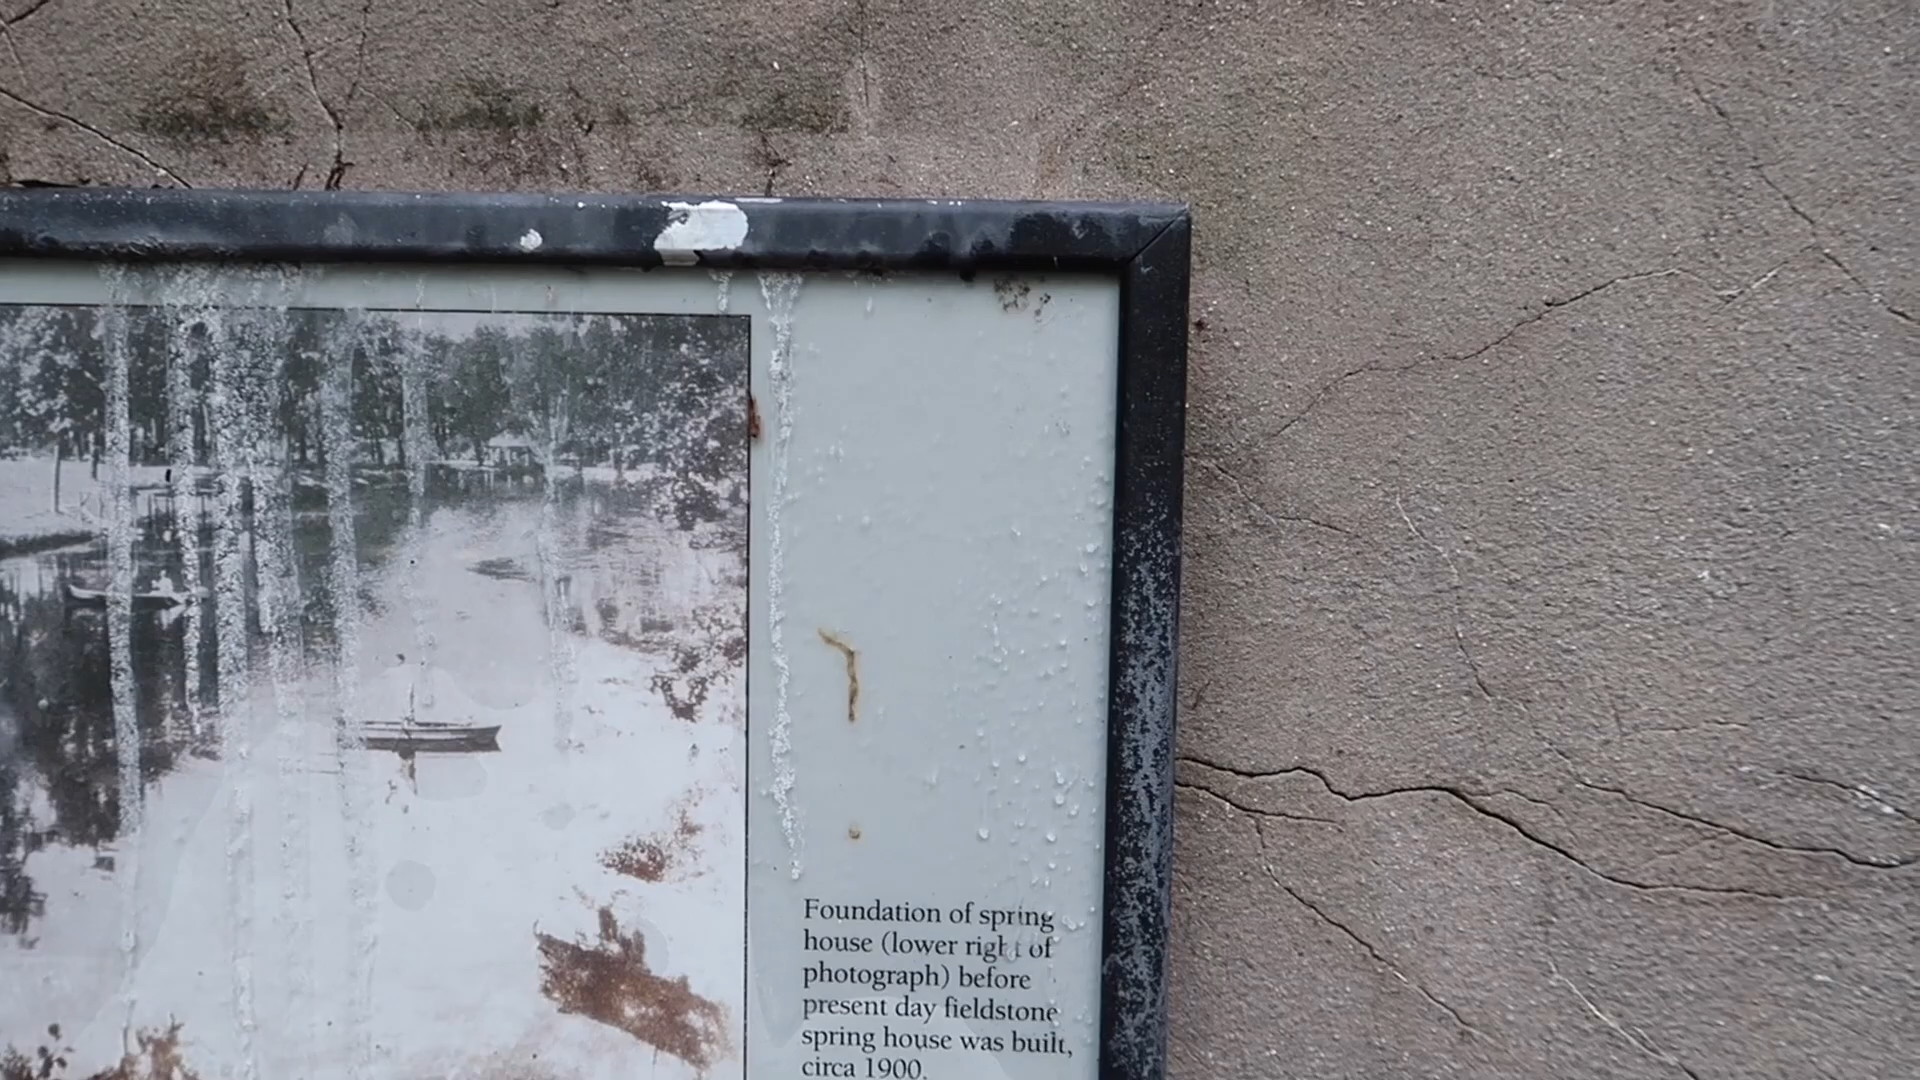 Foundation of spring
house (lower right of
photograph) before
present day fieldstone
spring house was built,
circa 1900.